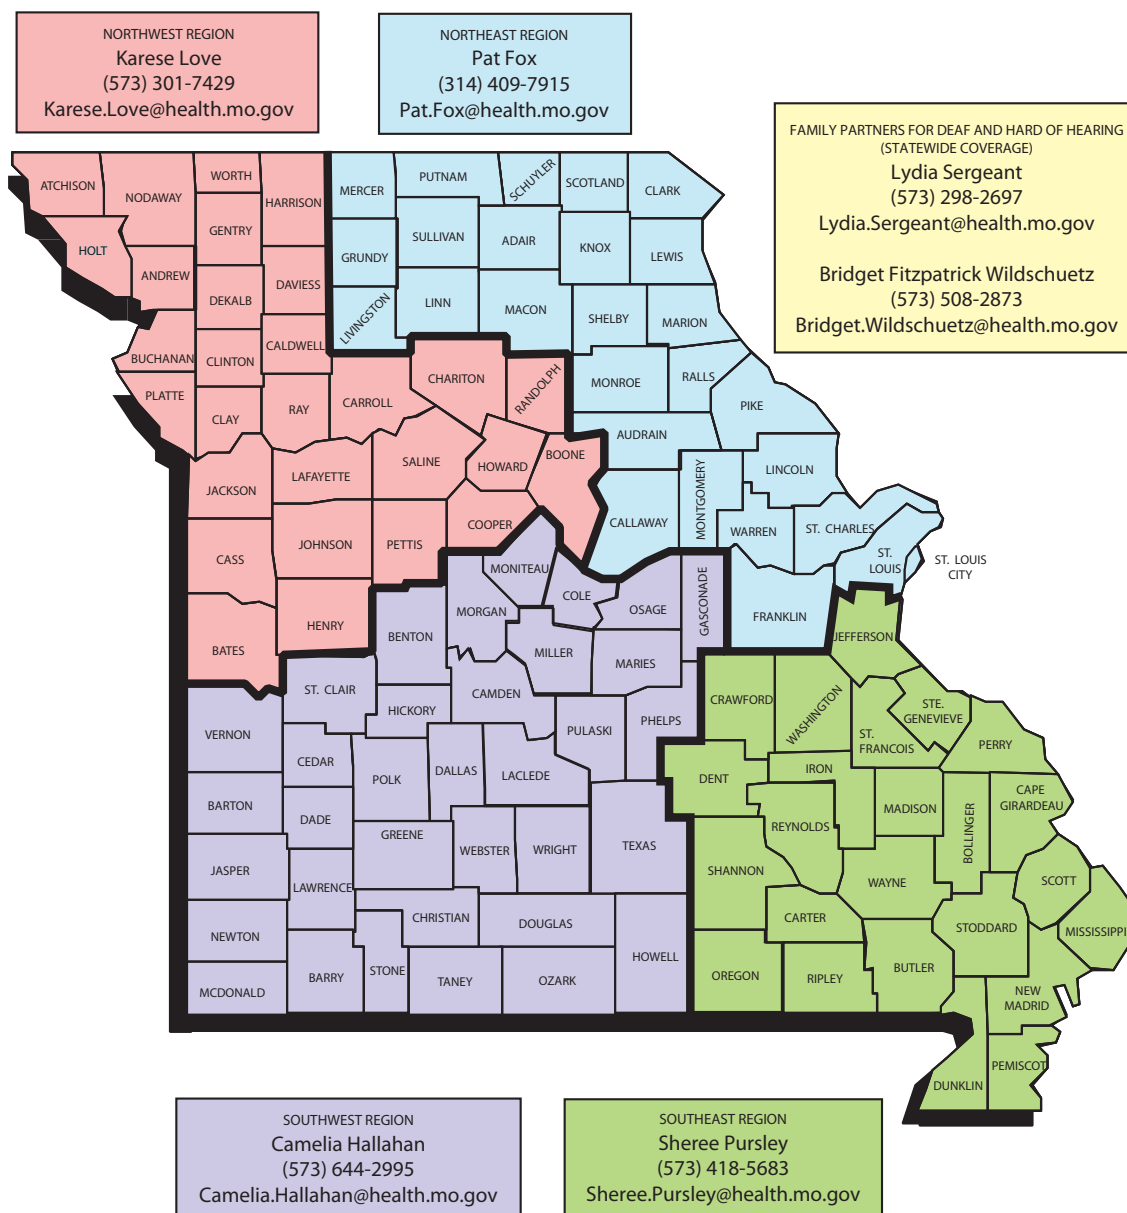 NORTHWEST REGION
Karese Love
(573) 301-7429
Karese.Love@health.mo.gov
NORTHEAST REGION
Pat Fox
(314) 409-7915
Pat.Fox@health.mo.gov
FAMILY PARTNERS FOR DEAF AND HARD OF HEARING
(STATEWIDE COVERAGE)
Lydia Sergeant
(573) 298-2697
Lydia.Sergeant@health.mo.gov
Bridget Fitzpatrick Wildschuetz
(573) 508-2873
Bridget.Wildschuetz@health.mo.gov
ATCHISON
NODAWAY
WORTH
HARRISON
MERCER
PUTNAM
SCHUYLER
SCOTLAND
CLARK
HOLT
GENTRY
GRUNDY
SULLIVAN
ADAIR
KNOX
LEWIS
ANDREW
DEKALB
DAVIESS
LIVINGSTON
LINN
MACON
SHELBY
MARION
BUCHANAN
CLINTON
CALDWELL
CHARITON
RANDOLPH
MONROE
RALLS
PLATTE
CLAY
RAY
CARROLL
PIKE
AUDRAIN
JACKSON
LAFAYETTE
SALINE
HOWARD
BOONE
LINCOLN
CALLAWAY
MONTGOMERY
WARREN
ST. CHARLES
CASS
JOHNSON
PETTIS
COOPER
ST.
LOUIS
ST. LOUIS
CITY
MONITEAU
COLE
OSAGE
GASCONADE
FRANKLIN
BATES
HENRY
BENTON
MORGAN
MILLER
MARIES
JEFFERSON
ST. CLAIR
HICKORY
CAMDEN
PULASKI
PHELPS
CRAWFORD
WASHINGTON
STE.
GENEVIEVE
ST.
FRANCOIS
PERRY
VERNON
CEDAR
POLK
DALLAS
LACLEDE
DENT
IRON
BARTON
DADE
GREENE
WEBSTER
WRIGHT
TEXAS
REYNOLDS
MADISON
BOLLINGER
CAPE
GIRARDEAU
JASPER
LAWRENCE
SHANNON
WAYNE
SCOTT
NEWTON
CHRISTIAN
DOUGLAS
HOWELL
CARTER
STODDARD
MISSISSIPPI
MCDONALD
BARRY
STONE
TANEY
OZARK
OREGON
RIPLEY
BUTLER
NEW
MADRID
DUNKLIN
PEMISCOT
SOUTHWEST REGION
Camelia Hallahan
(573) 644-2995
Camelia.Hallahan@health.mo.gov
SOUTHEAST REGION
Sheree Pursley
(573) 418-5683
Sheree.Pursley@health.mo.gov